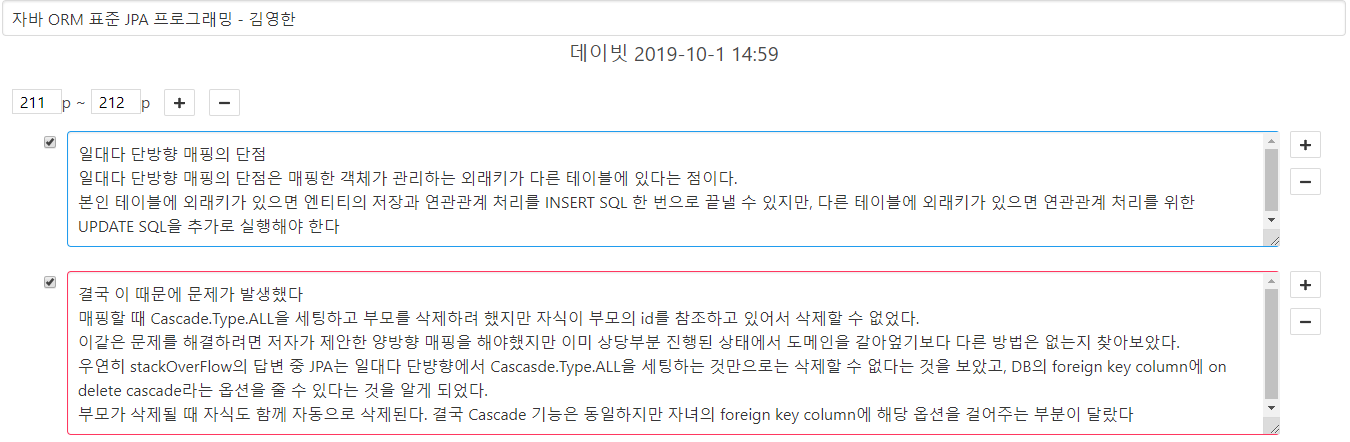 자바 ORM 표준 JPA 프로그래밍 - 김영한
데이빗 2019-10-1 14:59
211 p ~ 212 p + −
일대다 단방향 매핑의 단점
일대다 단방향 매핑의 단점은 매핑한 객체가 관리하는 외래키가 다른 테이블에 있다는 점이다.
본인 테이블에 외래키가 있으면 엔티티의 저장과 연관관계 처리를 INSERT SQL 한 번으로 끝낼 수 있지만, 다른 테이블에 외래키가 있으면 연관관계 처리를 위한
UPDATE SQL을 추가로 실행해야 한다
결국 이 때문에 문제가 발생했다
매핑할 때 Cascade.Type.ALL을 세팅하고 부모를 삭제하려 했지만 자식이 부모의 id를 참조하고 있어서 삭제할 수 없었다.
이같은 문제를 해결하려면 저자가 제안한 양방향 매핑을 해야했지만 이미 상당부분 진행된 상태에서 도메인을 갈아엎기보다 다른 방법은 없는지 찾아보았다.
우연히 stackOverFlow의 답변 중 JPA는 일대다 단뱡향에서 Cascasde.Type.ALL을 세팅하는 것만으로는 삭제할 수 없다는 것을 보았고, DB의 foreign key column에 on
delete cascade라는 옵션을 줄 수 있다는 것을 알게 되었다.
부모가 삭제될 때 자식도 함께 자동으로 삭제된다. 결국 Cascade 기능은 동일하지만 자녀의 foreign key column에 해당 옵션을 걸어주는 부분이 달랐다